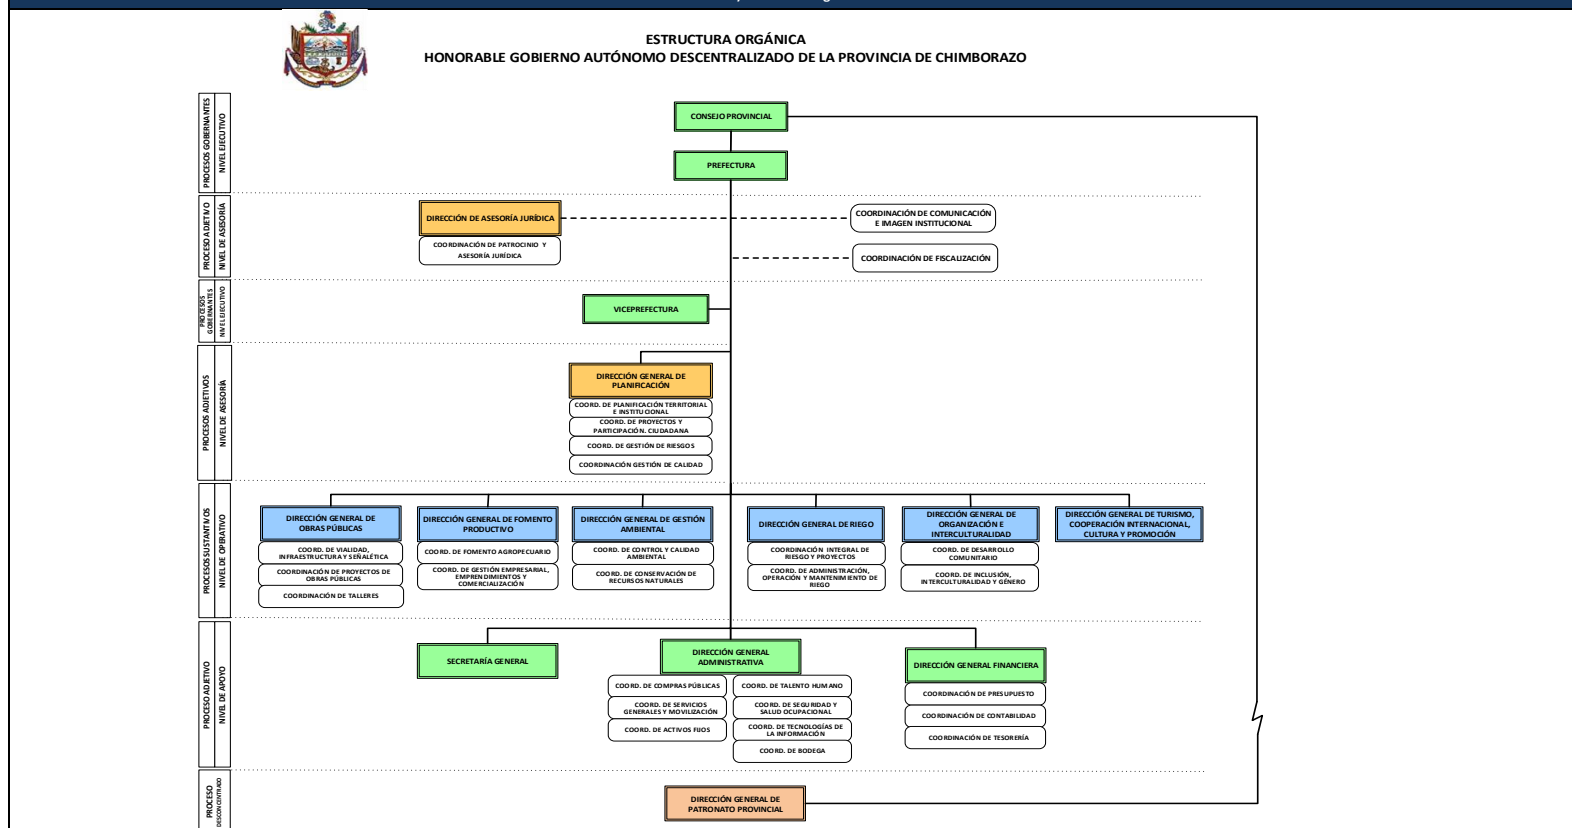 ESTRUCTURA ORGÁNICA
HONORABLE GOBIERNO AUTÓNOMO DESCENTRALIZADO DE LA PROVINCIA DE CHIMBORAZO
PROCESOS GOBERNANTES
NIVEL EJECUTIVO
CONSEJO PROVINCIAL
PREFECTURA
PROCESO ADJETIVO
NIVEL DE ASESORÍA
DIRECCIÓN DE ASESORÍA JURÍDICA
COORDINACIÓN DE PATROCINIO Y
ASESORÍA JURÍDICA
COORDINACIÓN DE COMUNICACIÓN
E IMAGEN INSTITUCIONAL
COORDINACIÓN DE FISCALIZACIÓN
PROCESOS
GOBERNANTES
NIVEL EJECUTIVO
VICEPREFECTURA
PROCESOS ADJETIVOS
NIVEL DE ASESORÍA
DIRECCIÓN GENERAL DE
PLANIFICACIÓN
COORD. DE PLANIFICACIÓN TERRITORIAL
E INSTITUCIONAL
COORD. DE PROYECTOS Y
PARTICIPACIÓN. CIUDADANA
COORD. DE GESTIÓN DE RIESGOS
COORDINACIÓN GESTIÓN DE CALIDAD
PROCESOS SUSTANTIVOS
NIVEL DE OPERATIVO
DIRECCIÓN GENERAL DE
OBRAS PÚBLICAS
COORD. DE VIALIDAD,
INFRAESTRUCTURA Y SEÑALÉTICA
COORDINACIÓN DE PROYECTOS DE
OBRAS PÚBLICAS
COORDINACIÓN DE TALLERES
DIRECCIÓN GENERAL DE FOMENTO
PRODUCTIVO
COORD. DE FOMENTO AGROPECUARIO
COORD. DE GESTIÓN EMPRESARIAL,
EMPRENDIMIENTOS Y
COMERCIALIZACIÓN
DIRECCIÓN GENERAL DE GESTIÓN
AMBIENTAL
COORD. DE CONTROL Y CALIDAD
AMBIENTAL
COORD. DE CONSERVACIÓN DE
RECURSOS NATURALES
DIRECCIÓN GENERAL DE RIEGO
COORDINACIÓN INTEGRAL DE
RIESGO Y PROYECTOS
COORD. DE ADMINISTRACIÓN,
OPERACIÓN Y MANTENIMIENTO DE
RIEGO
DIRECCIÓN GENERAL DE
ORGANIZACIÓN E
INTERCULTURALIDAD
COORD. DE DESARROLLO
COMUNITARIO
COORD. DE INCLUSIÓN,
INTERCULTURALIDAD Y GÉNERO
DIRECCIÓN GENERAL DE TURISMO,
COOPERACIÓN INTERNACIONAL,
CULTURA Y PROMOCIÓN
PROCESO ADJETIVO
NIVEL DE APOYO
SECRETARÍA GENERAL
DIRECCIÓN GENERAL
ADMINISTRATIVA
COORD. DE COMPRAS PÚBLICAS
COORD. DE SERVICIOS
GENERALES Y MOVILIZACIÓN
COORD. DE ACTIVOS FIJOS
COORD. DE TALENTO HUMANO
COORD. DE SEGURIDAD Y
SALUD OCUPACIONAL
COORD. DE TECNOLOGÍAS DE
LA INFORMACIÓN
COORD. DE BODEGA
DIRECCIÓN GENERAL FINANCIERA
COORDINACIÓN DE PRESUPUESTO
COORDINACIÓN DE CONTABILIDAD
COORDINACIÓN DE TESORERÍA
PROCESO
DESCONCENTRADO
DIRECCIÓN GENERAL DE
PATRONATO PROVINCIAL